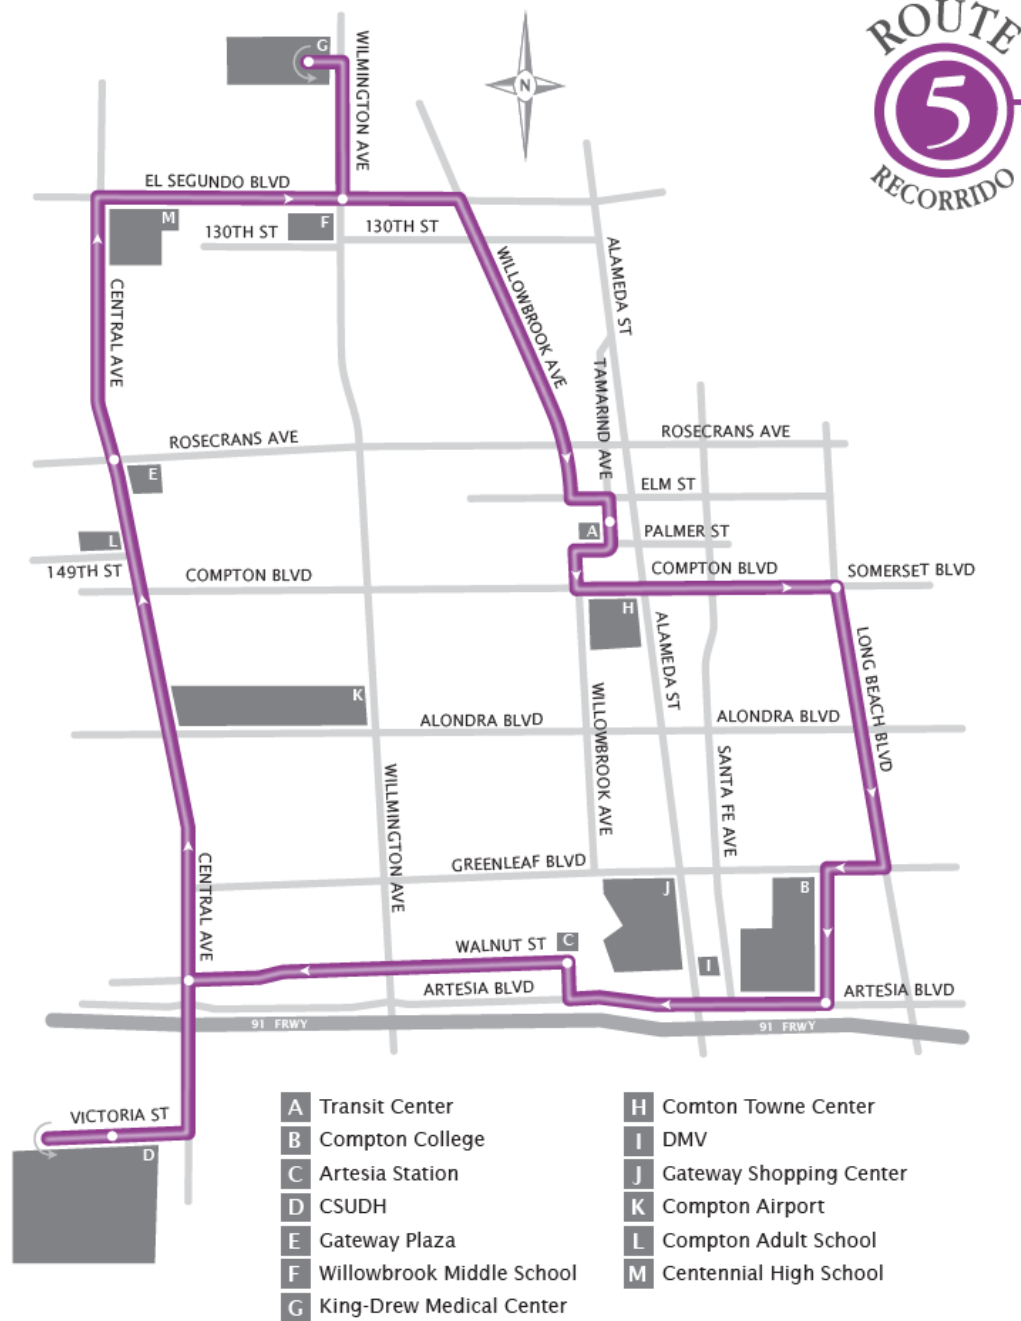 ROUTE
5
RECORRIDO
G
WILMINGTON AVE
N
EL SEGUNDO BLVD
M
F
130TH ST
130TH ST
ALAMEDA ST
WILLOWBROOK AVE
CENTRAL AVE
TAMARIND AVE
ROSECRANS AVE
ROSECRANS AVE
E
ELM ST
L
A
PALMER ST
149TH ST
COMPTON BLVD
COMPTON BLVD
SOMERSET BLVD
H
ALAMEDA ST
LONG BEACH BLVD
K
WILLOWBROOK AVE
ALONDRA BLVD
ALONDRA BLVD
WILLMINGTON AVE
SANTA FE AVE
CENTRAL AVE
GREENLEAF BLVD
J
B
WALNUT ST
C
I
ARTESIA BLVD
ARTESIA BLVD
91 FRWY
91 FRWY
VICTORIA ST
D
A Transit Center
B Compton College
C Artesia Station
D CSUDH
E Gateway Plaza
F Willowbrook Middle School
G King-Drew Medical Center
H Comton Towne Center
I DMV
J Gateway Shopping Center
K Compton Airport
L Compton Adult School
M Centennial High School